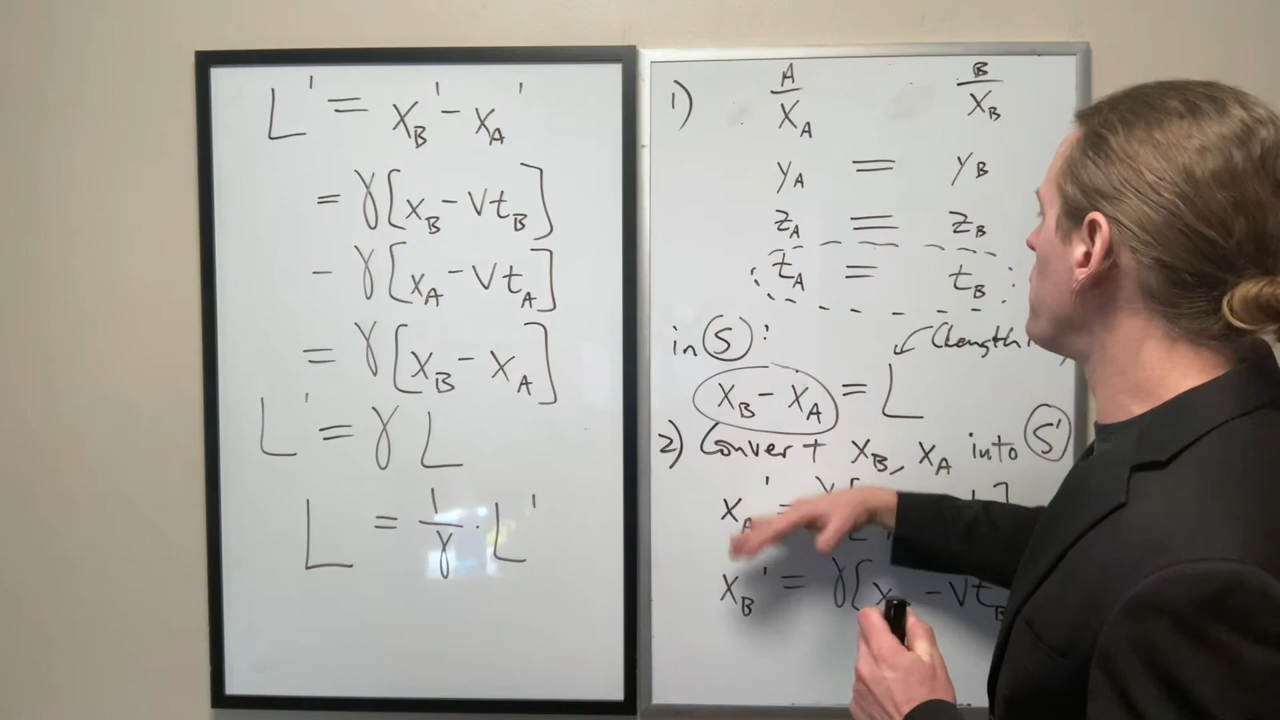 L' = x_B' - x_A'
= γ[x_B - Vt_B]
- γ[x_A - Vt_A]
= γ[x_B - x_A]
L' = γ L
L = 1/γ · L'
1) A B
x_A x_B
y_A = y_B
z_A = z_B
t_A = t_B
in S: (Length
x_B - x_A = L
2) Convert x_B, x_A into S'
x_A' =
x_B' = γ[x - Vt_B